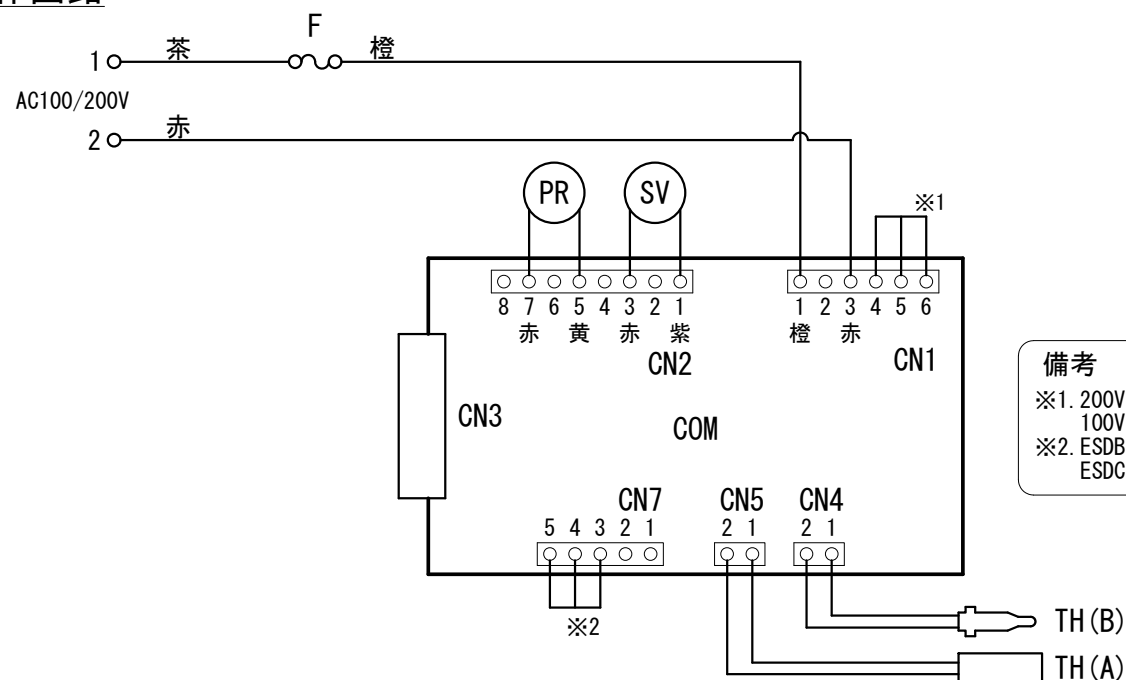 F
1 茶 橙
AC100/200V
2 赤
PR SV ※1
8 7 6 5 4 3 2 1
赤 黄 赤 紫
CN2
1 2 3 4 5 6
橙 赤
CN1
CN3
COM
備考
※1.200V
100V
※2.ESDB
ESDC
CN7 CN5 CN4
5 4 3 2 1 2 1 2 1
※2
TH(B)
TH(A)